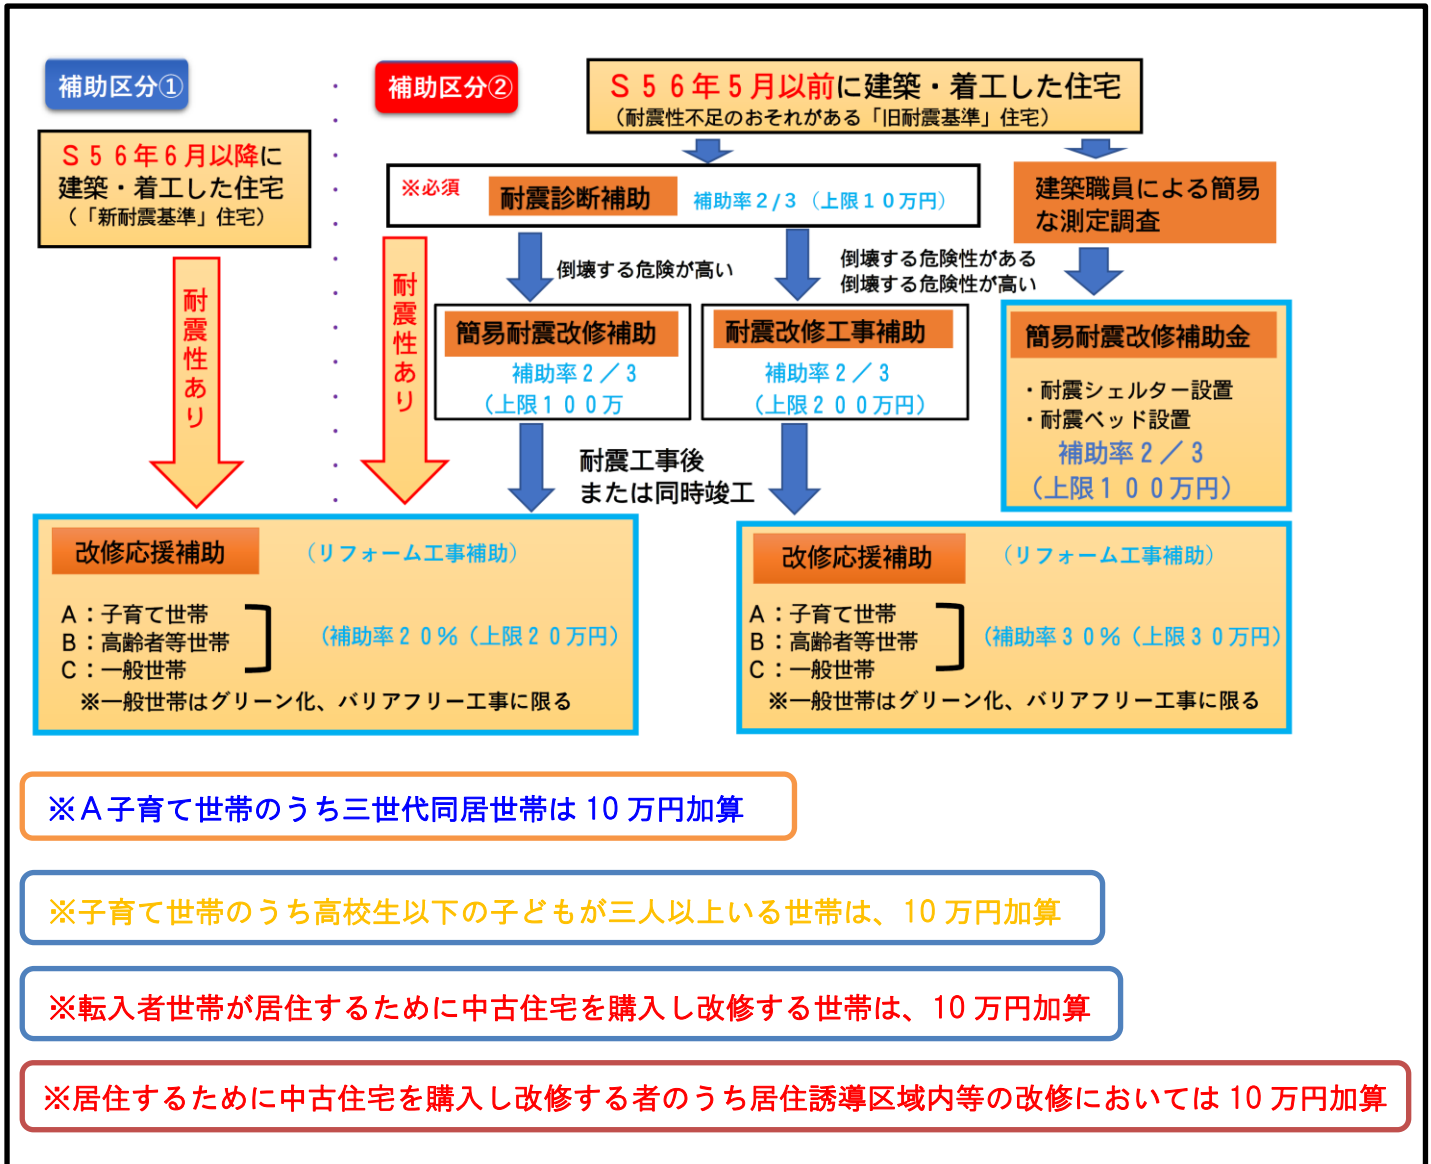 補助区分①
S５６年６月以降に
建築・着工した住宅
（「新耐震基準」住宅）
耐震性あり
補助区分②
S５６年５月以前に建築・着工した住宅
（耐震性不足のおそれがある「旧耐震基準」住宅）
※必須
耐震診断補助
補助率２/３（上限１０万円）
建築職員による簡易
な測定調査
耐震性あり
倒壊する危険が高い
倒壊する危険性がある
倒壊する危険性が高い
簡易耐震改修補助
補助率２／３
（上限１００万
耐震改修工事補助
補助率２／３
（上限２００万円）
簡易耐震改修補助金
・耐震シェルター設置
・耐震ベッド設置
補助率２／３
（上限１００万円）
耐震工事後
または同時竣工
改修応援補助
（リフォーム工事補助）
A：子育て世帯
B：高齢者等世帯
C：一般世帯
（補助率２０%（上限２０万円）
※一般世帯はグリーン化、バリアフリー工事に限る
改修応援補助
（リフォーム工事補助）
A：子育て世帯
B：高齢者等世帯
C：一般世帯
（補助率３０%（上限３０万円）
※一般世帯はグリーン化、バリアフリー工事に限る
※Ａ子育て世帯のうち三世代同居世帯は 10 万円加算
※子育て世帯のうち高校生以下の子どもが三人以上いる世帯は、10 万円加算
※転入者世帯が居住するために中古住宅を購入し改修する世帯は、10 万円加算
※居住するために中古住宅を購入し改修する者のうち居住誘導区域内等の改修においては 10 万円加算